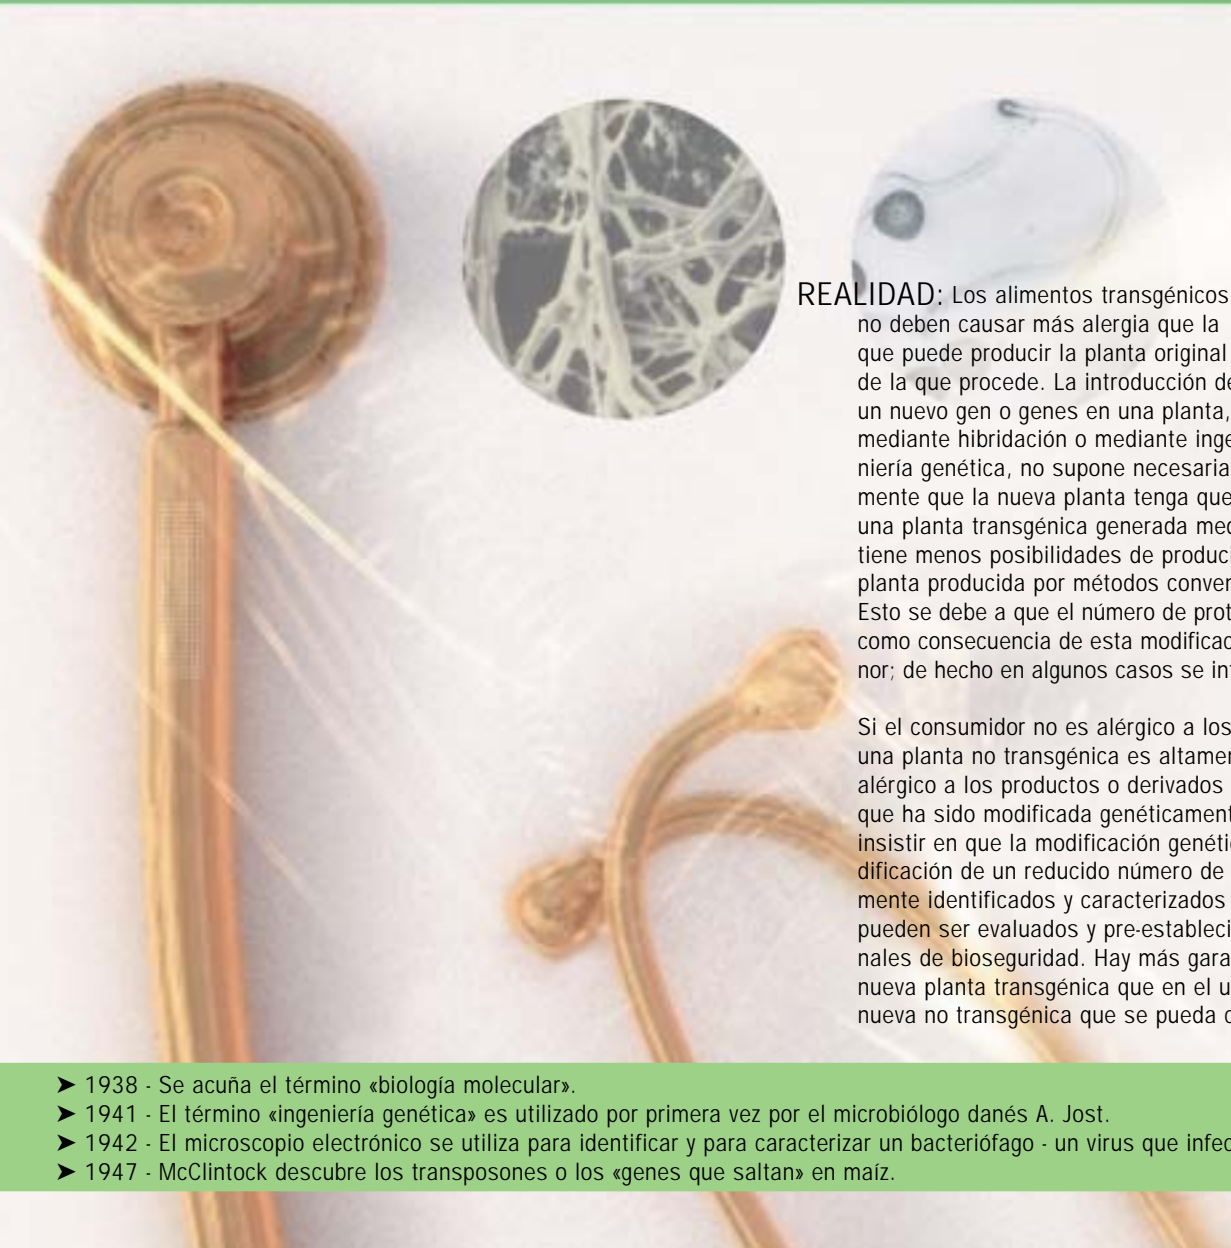 REALIDAD: Los alimentos transgénicos
no deben causar más alergia que la
que puede producir la planta original
de la que procede. La introducción de
un nuevo gen o genes en una planta,
mediante hibridación o mediante inge-
niería genética, no supone necesaria-
mente que la nueva planta tenga que
una planta transgénica generada med
tiene menos posibilidades de produci
planta producida por métodos conver
Esto se debe a que el número de prot
como consecuencia de esta modificac
nor; de hecho en algunos casos se int
Si el consumidor no es alérgico a los
una planta no transgénica es altamen
alérgico a los productos o derivados
que ha sido modificada genéticament
insistir en que la modificación genétic
dificación de un reducido número de
mente identificados y caracterizados
pueden ser evaluados y pre-estableci
nales de bioseguridad. Hay más gara
nueva planta transgénica que en el u
nueva no transgénica que se pueda d
➤ 1938 - Se acuña el término «biología molecular».
➤ 1941 - El término «ingeniería genética» es utilizado por primera vez por el microbiólogo danés A. Jost.
➤ 1942 - El microscopio electrónico se utiliza para identificar y para caracterizar un bacteriófago - un virus que infec
➤ 1947 - McClintock descubre los transposones o los «genes que saltan» en maíz.